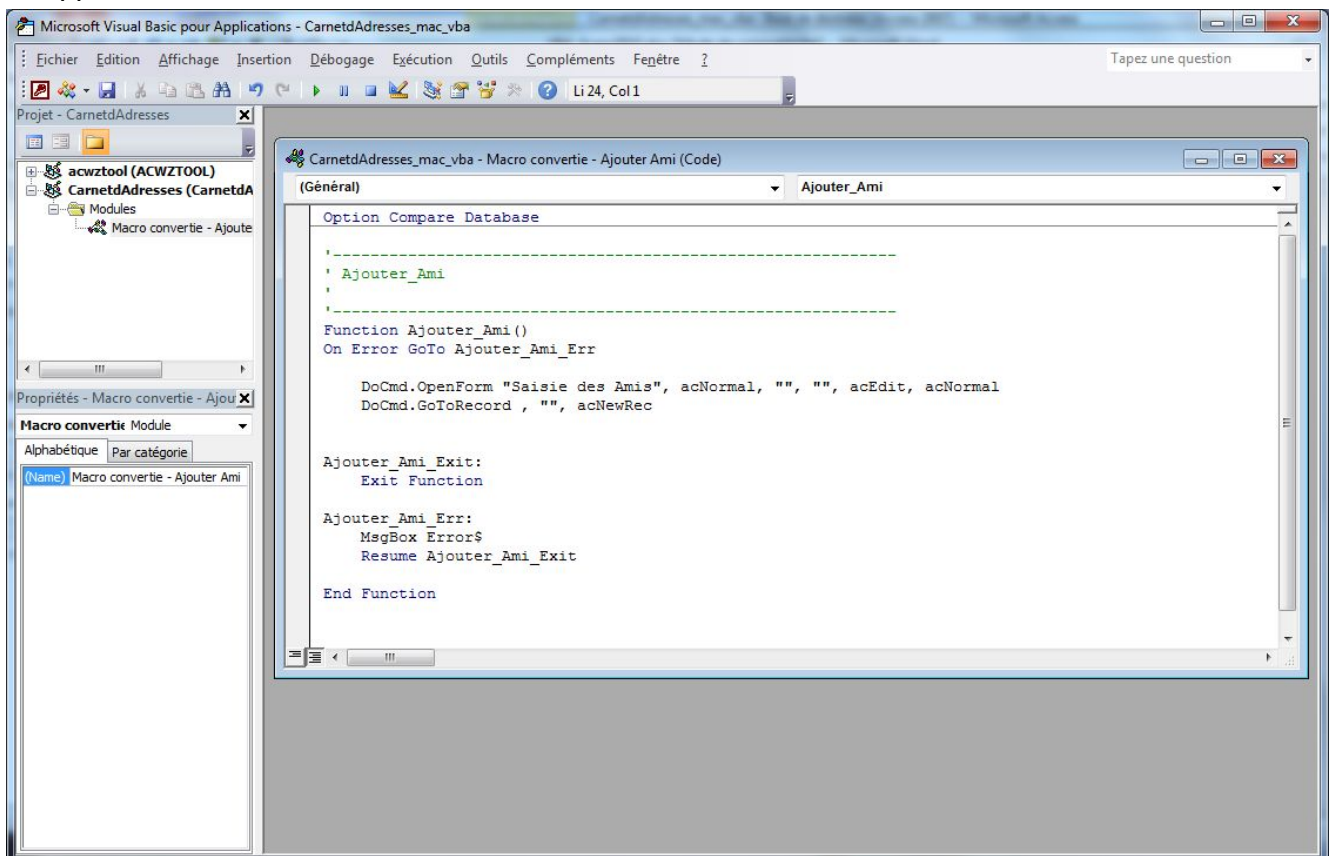 Microsoft Visual Basic pour Applications - CarnetdAdresses_mac_vba
Fichier Edition Affichage Insertion Débogage Exécution Outils Compléments Fenêtre ?
Tapez une question
Li 24, Col 1
Projet - CarnetdAdresses
acwztool (ACWZTOOL)
CarnetdAdresses (CarnetdA
Modules
Macro convertie - Ajoute
Propriétés - Macro convertie - Ajou
Macro convertie Module
Alphabétique Par catégorie
(Name) Macro convertie - Ajouter Ami
CarnetdAdresses_mac_vba - Macro convertie - Ajouter Ami (Code)
(Général) Ajouter_Ami
Option Compare Database
'------------------------------------------------------------
' Ajouter_Ami
'
'------------------------------------------------------------
Function Ajouter_Ami()
On Error GoTo Ajouter_Ami_Err
DoCmd.OpenForm "Saisie des Amis", acNormal, "", "", acEdit, acNormal
DoCmd.GoToRecord , "", acNewRec
Ajouter_Ami_Exit:
Exit Function
Ajouter_Ami_Err:
MsgBox Error$
Resume Ajouter_Ami_Exit
End Function